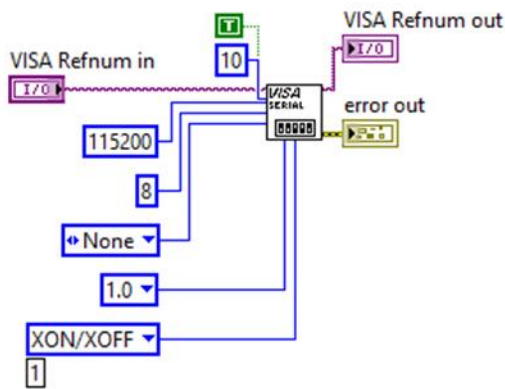 VISA Refnum out
T
I/O
VISA Refnum in
10
I/O
VISA
SERIAL
error out
115200
8
None
1.0
XON/XOFF
1